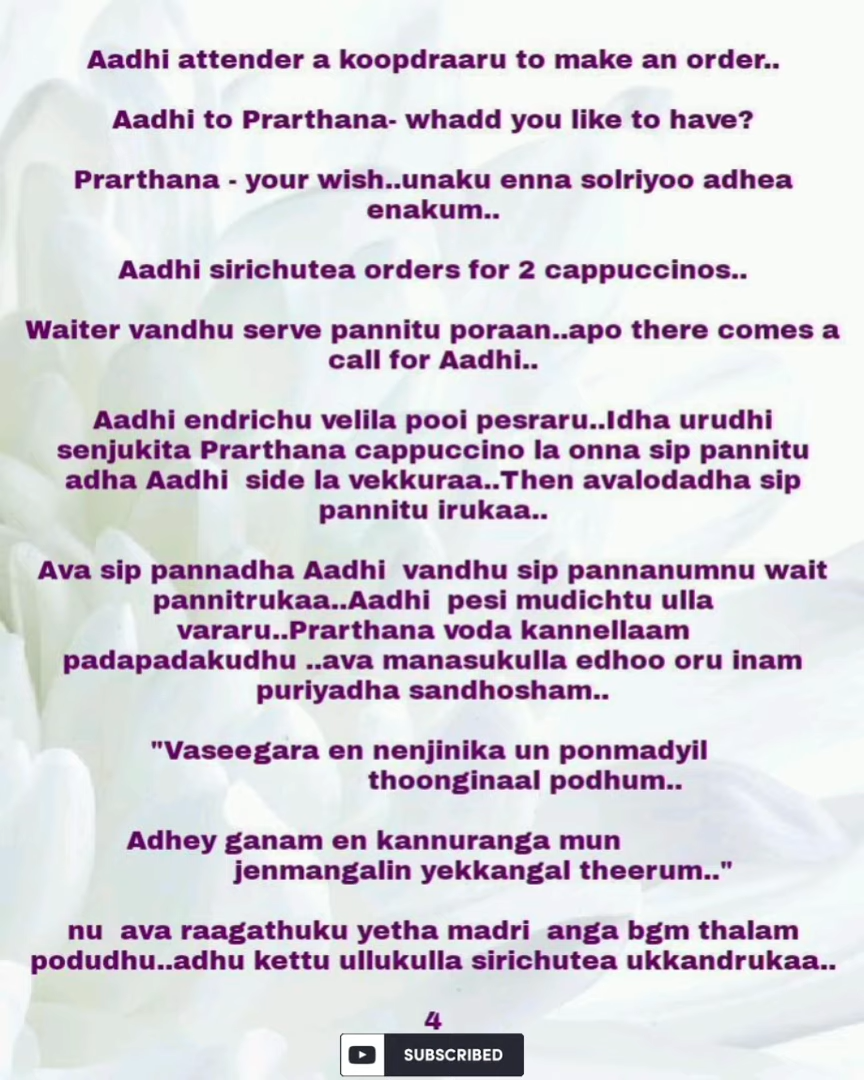 Aadhi attender a koopdraaru to make an order..
Aadhi to Prarthana- whadd you like to have?
Prarthana - your wish..unaku enna solriyoo adhea
enakum..
Aadhi sirichutea orders for 2 cappuccinos..
Waiter vandhu serve pannitu poraan..apo there comes a
call for Aadhi..
Aadhi endrichu velila pooi pesraru..Idha urudhi
senjukita Prarthana cappuccino la onna sip pannitu
adha Aadhi  side la vekkuraa..Then avalodadha sip
pannitu irukaa..
Ava sip pannadha Aadhi  vandhu sip pannanumnu wait
pannitrukaa..Aadhi  pesi mudichtu ulla
vararu..Prarthana voda kannellaam
padapadakudhu ..ava manasukulla edhoo oru inam
puriyadha sandhosham..
"Vaseegara en nenjinika un ponmadyil
thoonginaal podhum..
Adhey ganam en kannuranga mun
jenmangalin yekkangal theerum.."
nu  ava raagathuku yetha madri  anga bgm thalam
podudhu..adhu kettu ullukulla sirichutea ukkandrukaa..
4
SUBSCRIBED